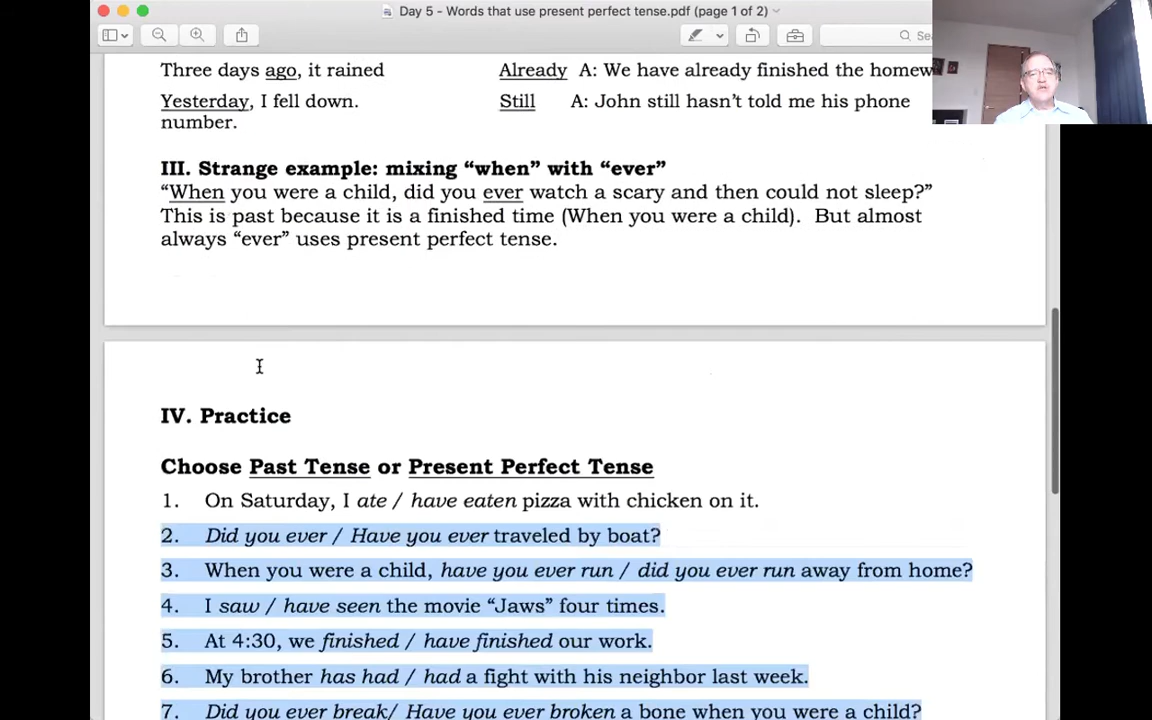 Day 5 - Words that use present perfect tense.pdf (page 1 of 2)
Three days ago, it rained
Already A: We have already finished the homew
Yesterday, I fell down.
Still A: John still hasn't told me his phone
number.
III. Strange example: mixing “when” with “ever”
“When you were a child, did you ever watch a scary and then could not sleep?”
This is past because it is a finished time (When you were a child). But almost
always “ever” uses present perfect tense.
IV. Practice
Choose Past Tense or Present Perfect Tense
1. On Saturday, I ate / have eaten pizza with chicken on it.
2. Did you ever / Have you ever traveled by boat?
3. When you were a child, have you ever run / did you ever run away from home?
4. I saw / have seen the movie “Jaws” four times.
5. At 4:30, we finished / have finished our work.
6. My brother has had / had a fight with his neighbor last week.
7. Did you ever break/ Have you ever broken a bone when you were a child?